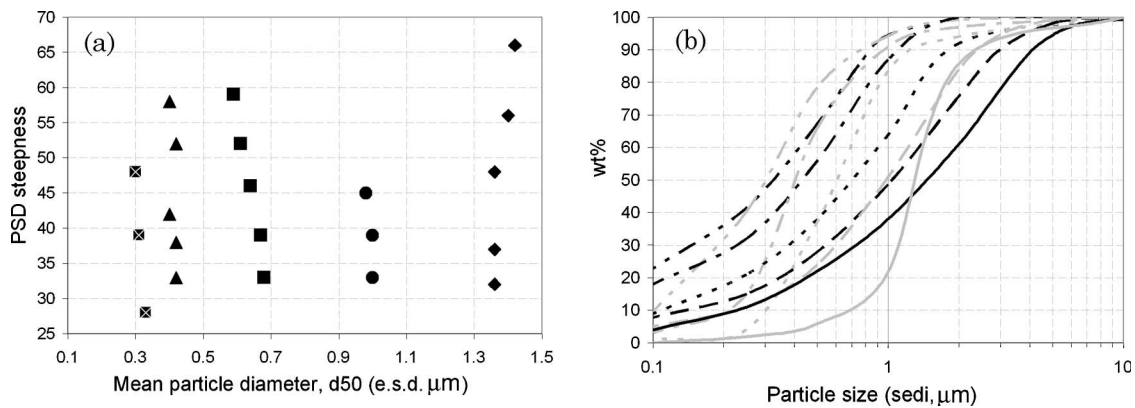 (a)
PSD steepness
70
65
60
55
50
45
40
35
30
25
0.1 0.3 0.5 0.7 0.9 1.1 1.3 1.5
Mean particle diameter, d50 (e.s.d. μm)
(b)
wt%
100
90
80
70
60
50
40
30
20
10
0
0.1 1 10
Particle size (sedi, μm)